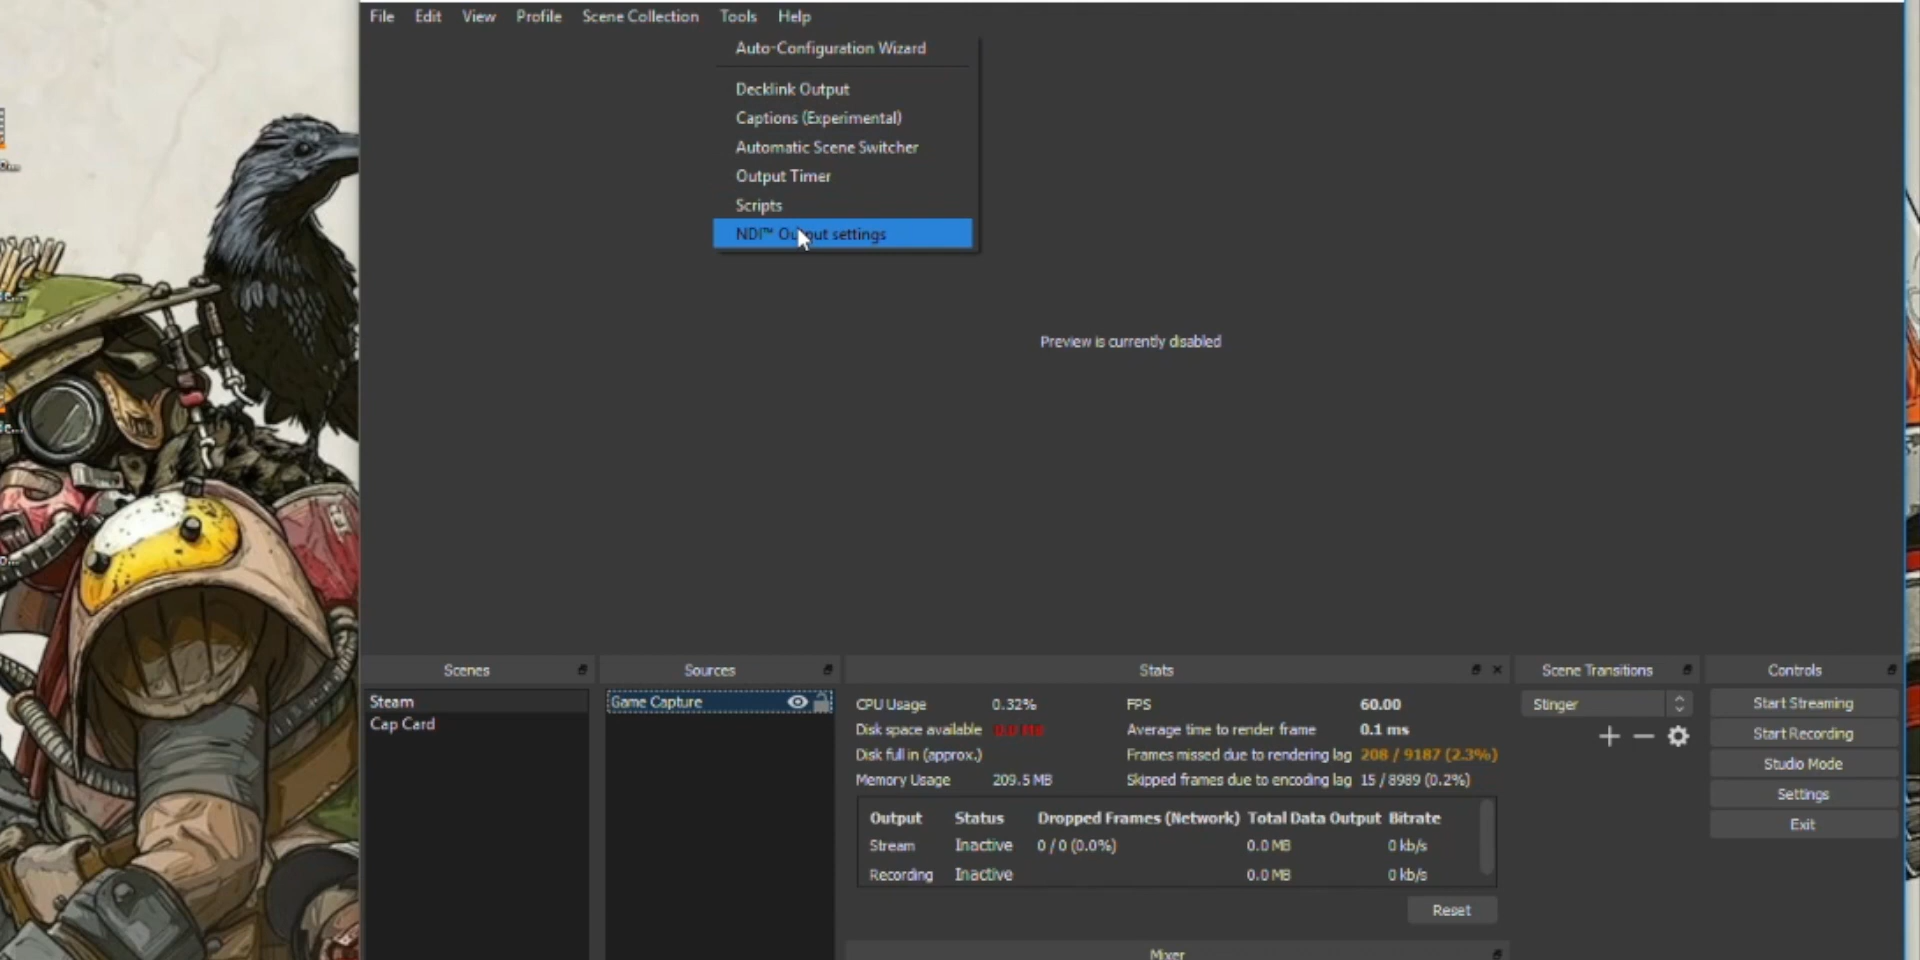 File Edit View Profile Scene Collection Tools Help
Auto-Configuration Wizard
Decklink Output
Captions (Experimental)
Automatic Scene Switcher
Output Timer
Scripts
NDI™ Output settings
Preview is currently disabled
Scenes
Steam
Cap Card
Sources
Game Capture
Stats
CPU Usage 0.32%
Disk space available 0.0 MB
Disk full in (approx.)
Memory Usage 209.5 MB
FPS 60.00
Average time to render frame 0.1 ms
Frames missed due to rendering lag 208 / 9187 (2.3%)
Skipped frames due to encoding lag 15 / 8989 (0.2%)
Output Status Dropped Frames (Network) Total Data Output Bitrate
Stream Inactive 0 / 0 (0.0%) 0.0 MB 0 kb/s
Recording Inactive 0.0 MB 0 kb/s
Reset
Mixer
Scene Transitions
Stinger
Controls
Start Streaming
Start Recording
Studio Mode
Settings
Exit